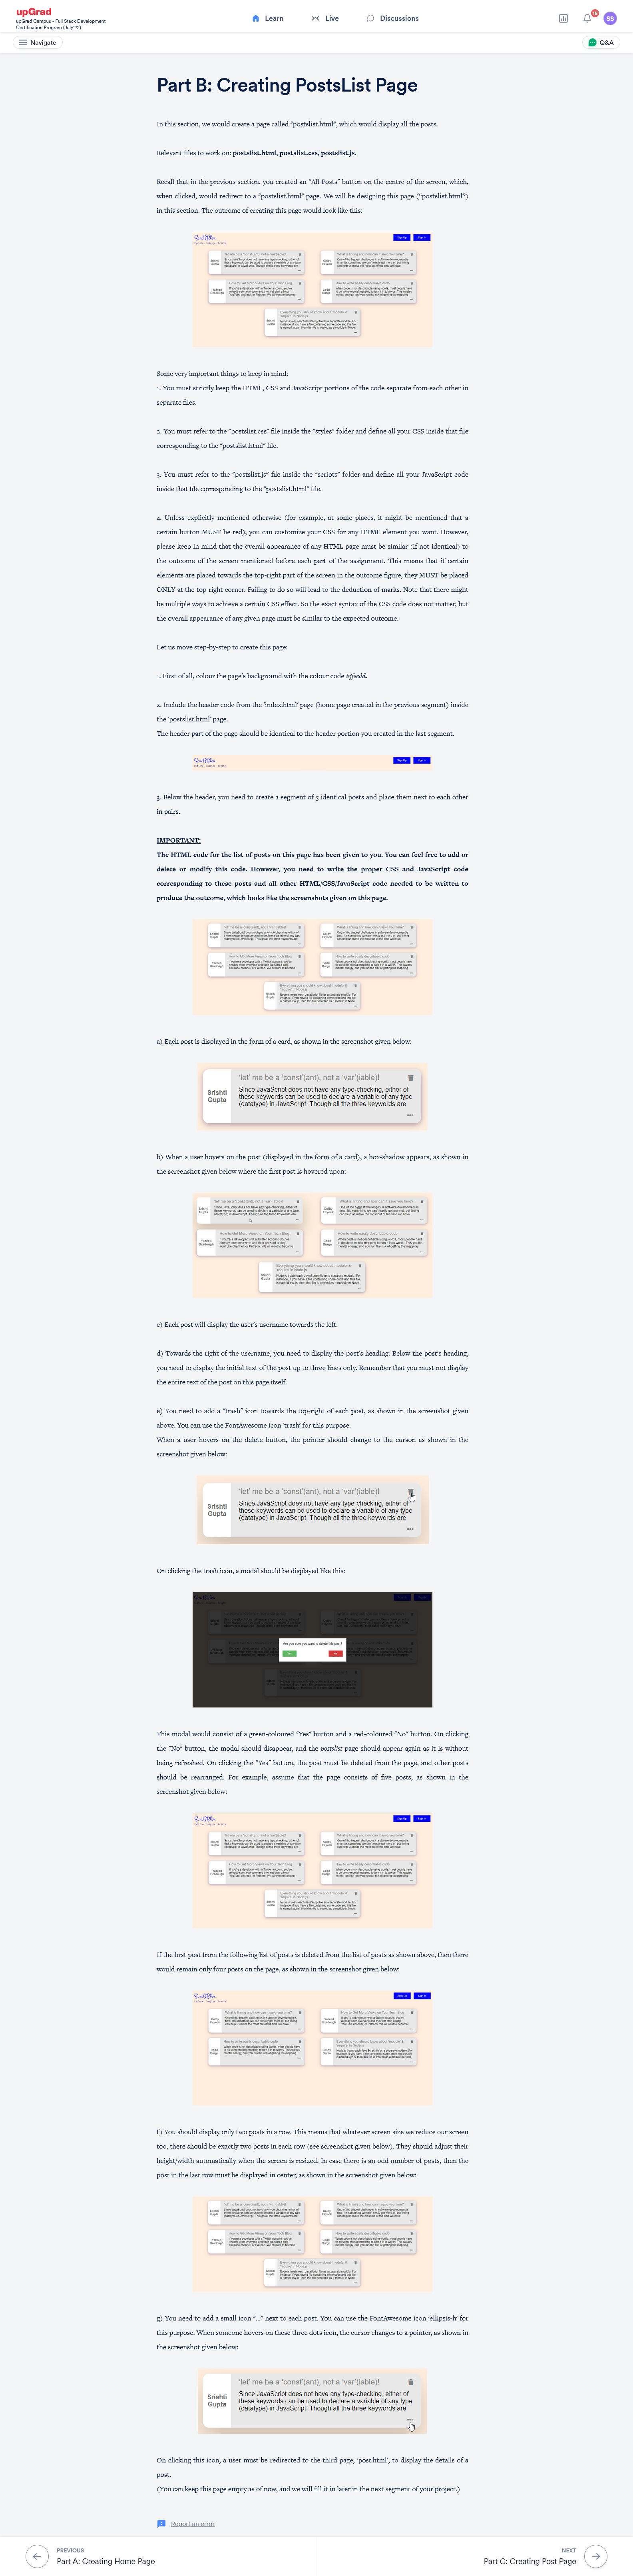 upGrad
upGrad Campus - Full Stack Development
Certification Program (July'22)
Learn
Live
Discussions
SS
Navigate
Q&A
Part B: Creating PostsList Page
In this section, we would create a page called "postslist.html", which would display all the posts.
Relevant files to work on: postslist.html, postslist.css, postslist.js.
Recall that in the previous section, you created an "All Posts" button on the centre of the screen, which,
when clicked, would redirect to a "postslist.html" page. We will be designing this page ("postslist.html")
in this section. The outcome of creating this page would look like this:
Some very important things to keep in mind:
1. You must strictly keep the HTML, CSS and JavaScript portions of the code separate from each other in
separate files.
2. You must refer to the "postslist.css" file inside the "styles" folder and define all your CSS inside that file
corresponding to the "postslist.html" file.
3. You must refer to the "postslist.js" file inside the "scripts" folder and define all your JavaScript code
inside that file corresponding to the "postslist.html" file.
4. Unless explicitly mentioned otherwise (for example, at some places, it might be mentioned that a
certain button MUST be red), you can customize your CSS for any HTML element you want. However,
please keep in mind that the overall appearance of any HTML page must be similar (if not identical) to
the outcome of the screen mentioned before each part of the assignment. This means that if certain
elements are placed towards the top-right part of the screen in the outcome figure, they MUST be placed
ONLY at the top-right corner. Failing to do so will lead to the deduction of marks. Note that there might
be multiple ways to achieve a certain CSS effect. So the exact syntax of the CSS code does not matter, but
the overall appearance of any given page must be similar to the expected outcome.
Let us move step-by-step to create this page:
1. First of all, colour the page's background with the colour code #ffeedd.
2. Include the header code from the 'index.html' page (home page created in the previous segment) inside
the 'postslist.html' page.
The header part of the page should be identical to the header portion you created in the last segment.
3. Below the header, you need to create a segment of 5 identical posts and place them next to each other
in pairs.
IMPORTANT:
The HTML code for the list of posts on this page has been given to you. You can feel free to add or
delete or modify this code. However, you need to write the proper CSS and JavaScript code
corresponding to these posts and all other HTML/CSS/JavaScript code needed to be written to
produce the outcome, which looks like the screenshots given on this page.
a) Each post is displayed in the form of a card, as shown in the screenshot given below:
'let' me be a 'const'(ant), not a 'var'(iable)!
Srishti
Gupta
Since JavaScript does not have any type-checking, either of
these keywords can be used to declare a variable of any type
(datatype) in JavaScript. Though all the three keywords are
b) When a user hovers on the post (displayed in the form of a card), a box-shadow appears, as shown in
the screenshot given below where the first post is hovered upon:
c) Each post will display the user's username towards the left.
d) Towards the right of the username, you need to display the post's heading. Below the post's heading,
you need to display the initial text of the post up to three lines only. Remember that you must not display
the entire text of the post on this page itself.
e) You need to add a "trash" icon towards the top-right of each post, as shown in the screenshot given
above. You can use the FontAwesome icon 'trash' for this purpose.
When a user hovers on the delete button, the pointer should change to the cursor, as shown in the
screenshot given below:
'let' me be a 'const'(ant), not a 'var'(iable)!
Srishti
Gupta
Since JavaScript does not have any type-checking, either of
these keywords can be used to declare a variable of any type
(datatype) in JavaScript. Though all the three keywords are
On clicking the trash icon, a modal should be displayed like this:
Are you sure you want to delete this post?
This modal would consist of a green-coloured "Yes" button and a red-coloured "No" button. On clicking
the "No" button, the modal should disappear, and the postslist page should appear again as it is without
being refreshed. On clicking the "Yes" button, the post must be deleted from the page, and other posts
should be rearranged. For example, assume that the page consists of five posts, as shown in the
screenshot given below:
If the first post from the following list of posts is deleted from the list of posts as shown above, then there
would remain only four posts on the page, as shown in the screenshot given below:
f) You should display only two posts in a row. This means that whatever screen size we reduce our screen
too, there should be exactly two posts in each row (see screenshot given below). They should adjust their
height/width automatically when the screen is resized. In case there is an odd number of posts, then the
post in the last row must be displayed in center, as shown in the screenshot given below:
g) You need to add a small icon "..." next to each post. You can use the FontAwesome icon 'ellipsis-h' for
this purpose. When someone hovers on these three dots icon, the cursor changes to a pointer, as shown in
the screenshot given below:
'let' me be a 'const'(ant), not a 'var'(iable)!
Srishti
Gupta
Since JavaScript does not have any type-checking, either of
these keywords can be used to declare a variable of any type
(datatype) in JavaScript. Though all the three keywords are
On clicking this icon, a user must be redirected to the third page, 'post.html', to display the details of a
post.
(You can keep this page empty as of now, and we will fill it in later in the next segment of your project.)
Report an error
PREVIOUS
Part A: Creating Home Page
NEXT
Part C: Creating Post Page